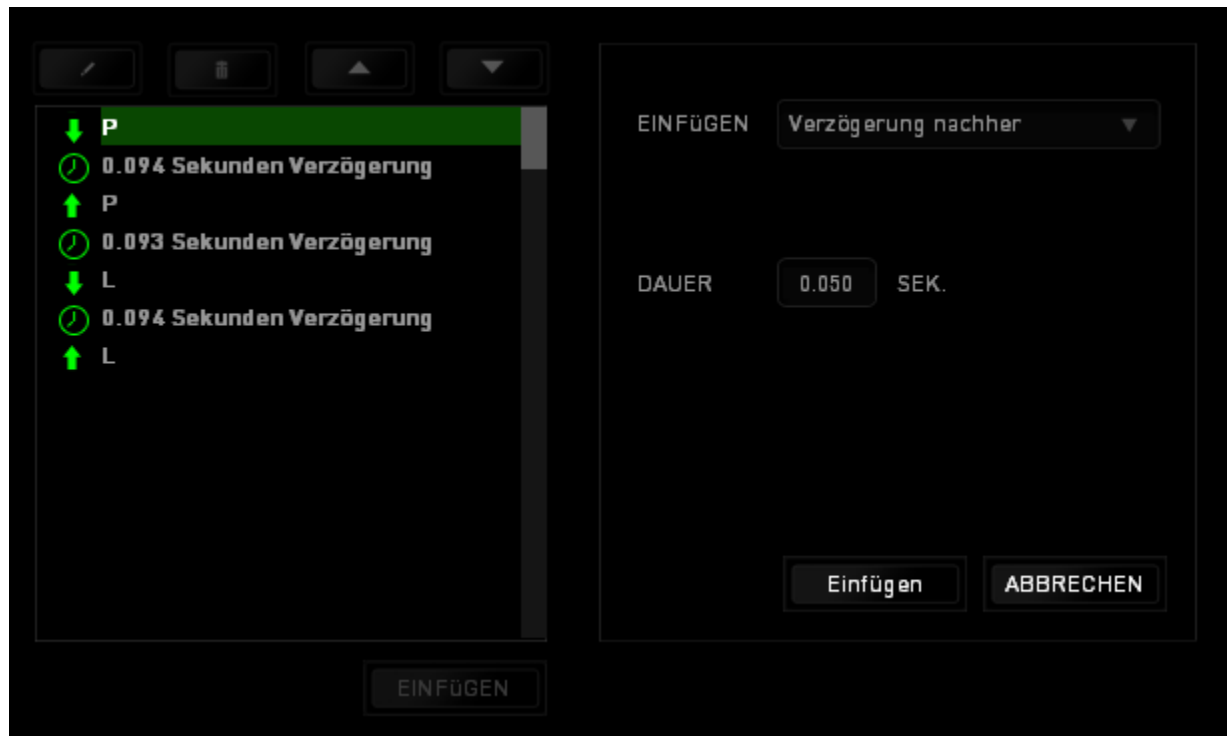 P
0.094 Sekunden Verzögerung
P
0.093 Sekunden Verzögerung
L
0.094 Sekunden Verzögerung
L
EINFüGEN
EINFüGEN Verzögerung nachher
DAUER 0.050 SEK.
Einfügen ABBRECHEN